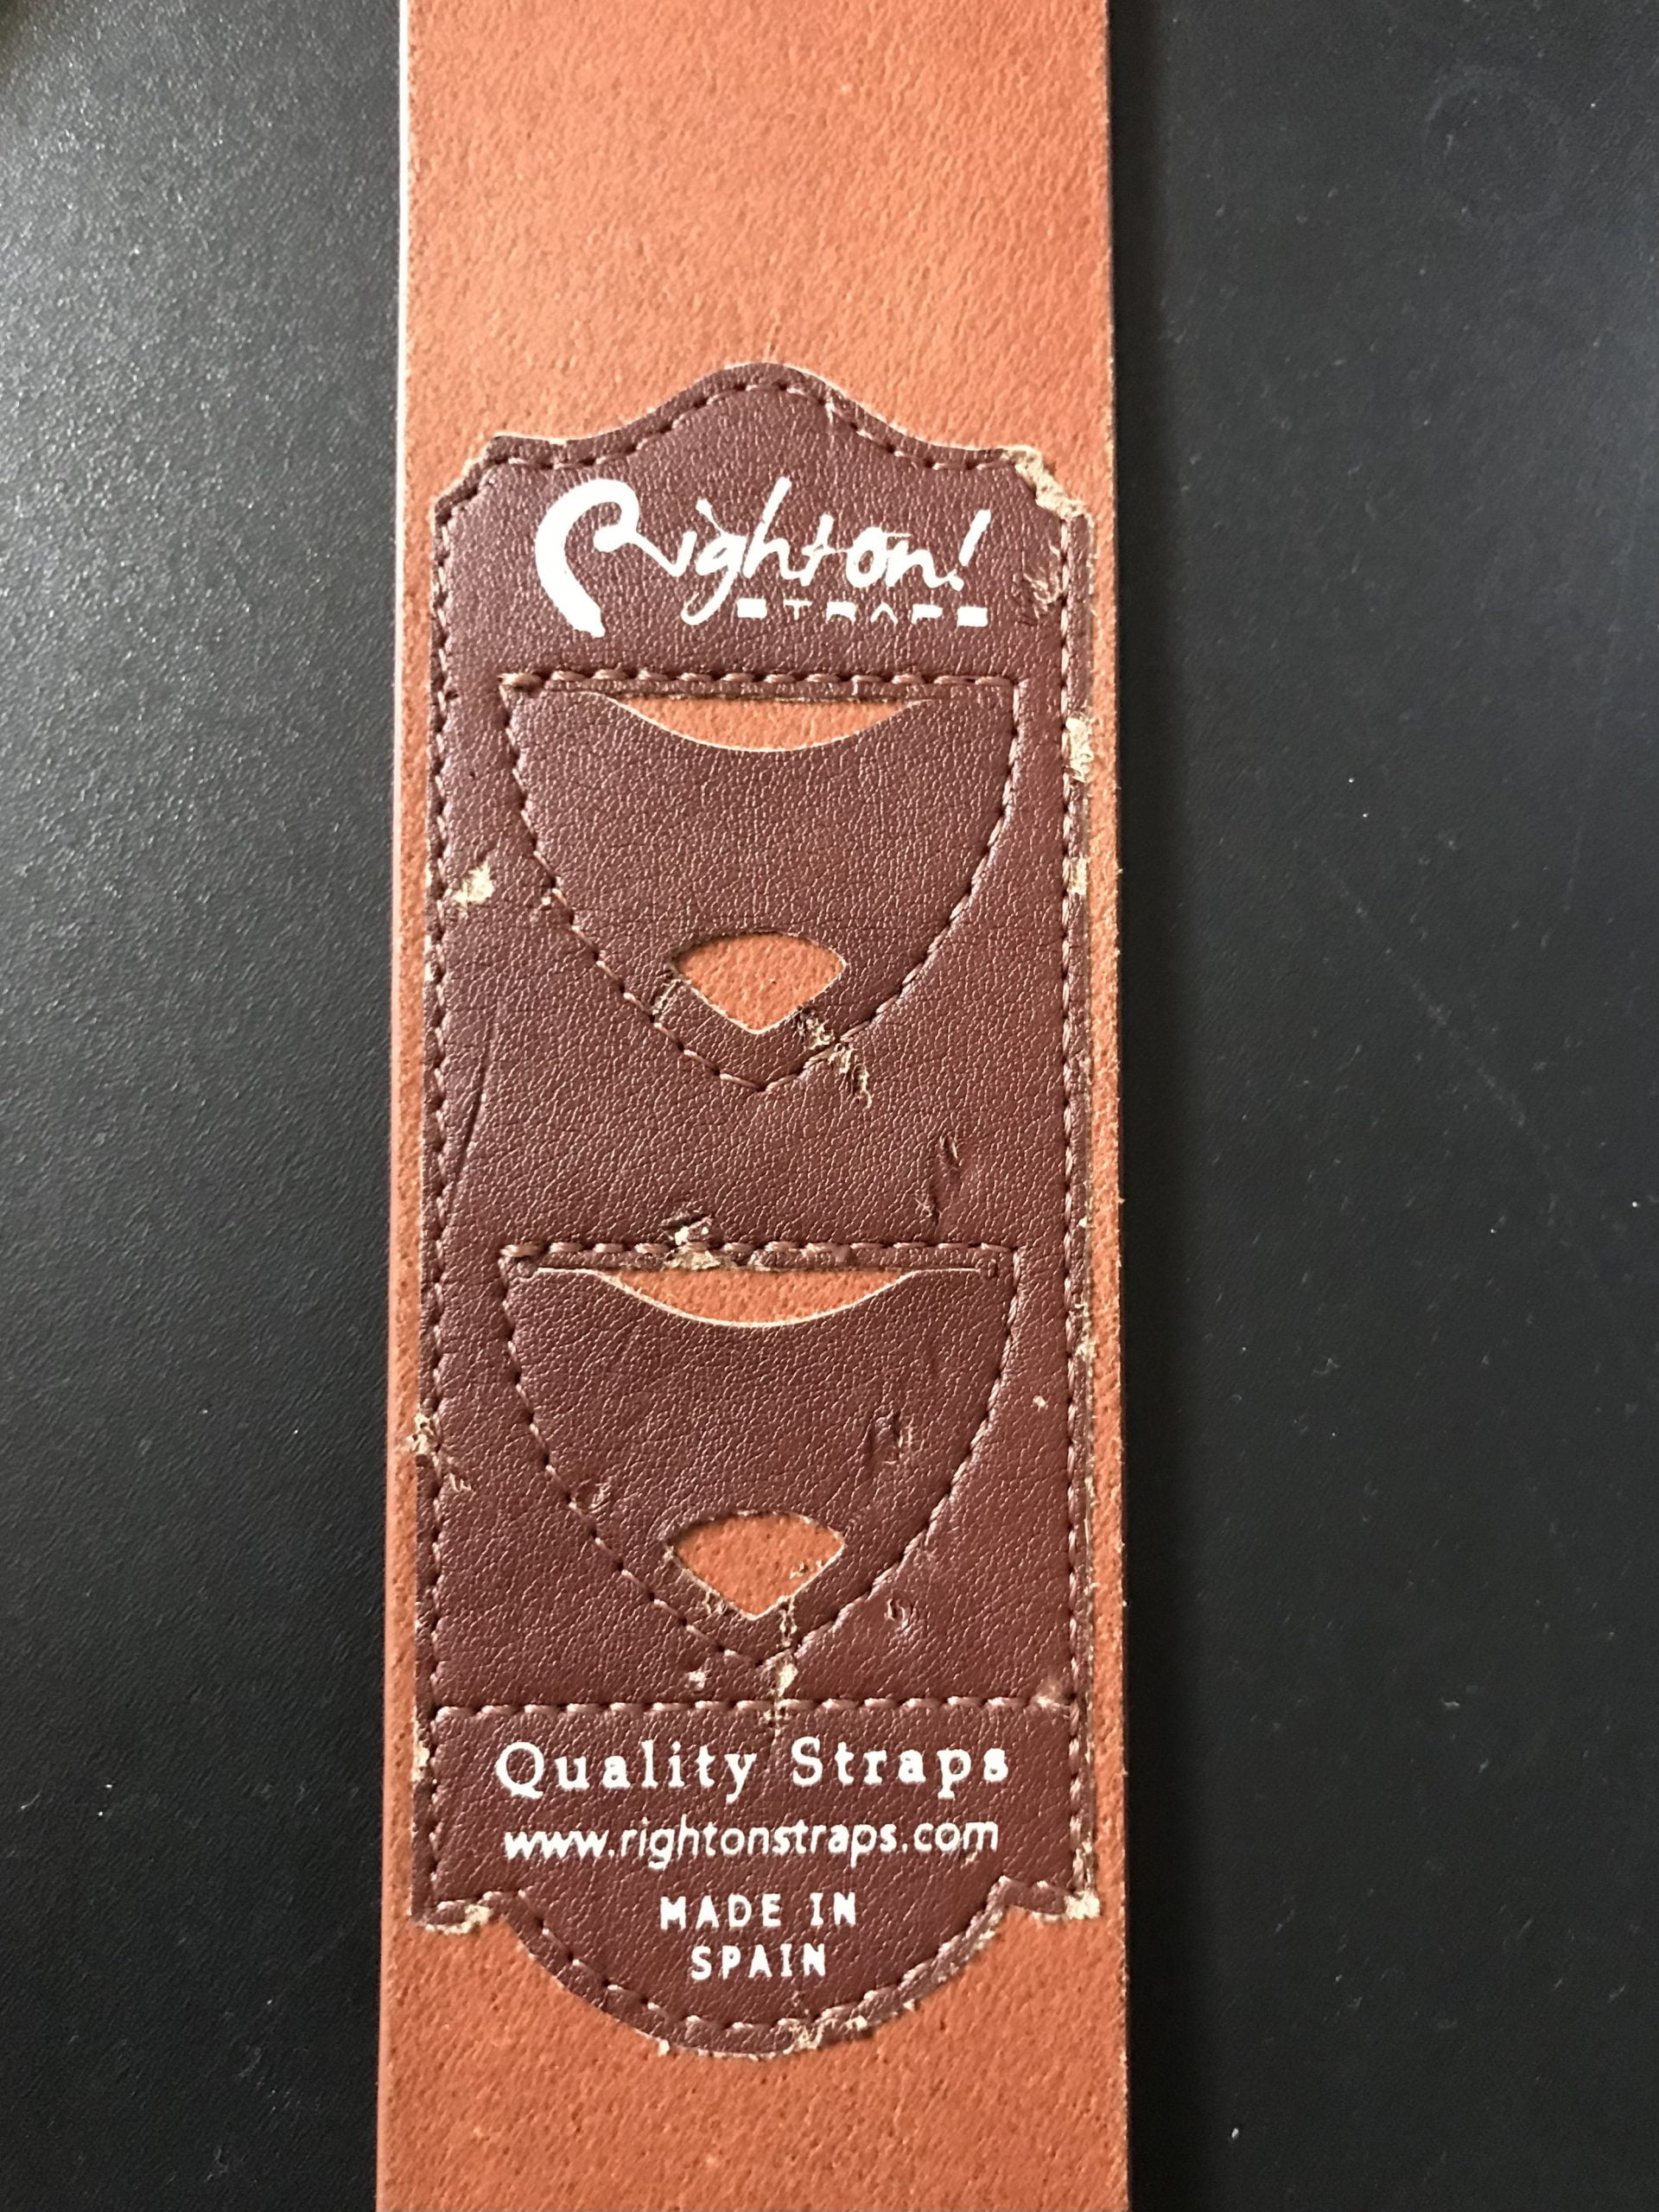 Righton!
STRAPS
Quality Straps
www.rightonstraps.com
MADE IN
SPAIN